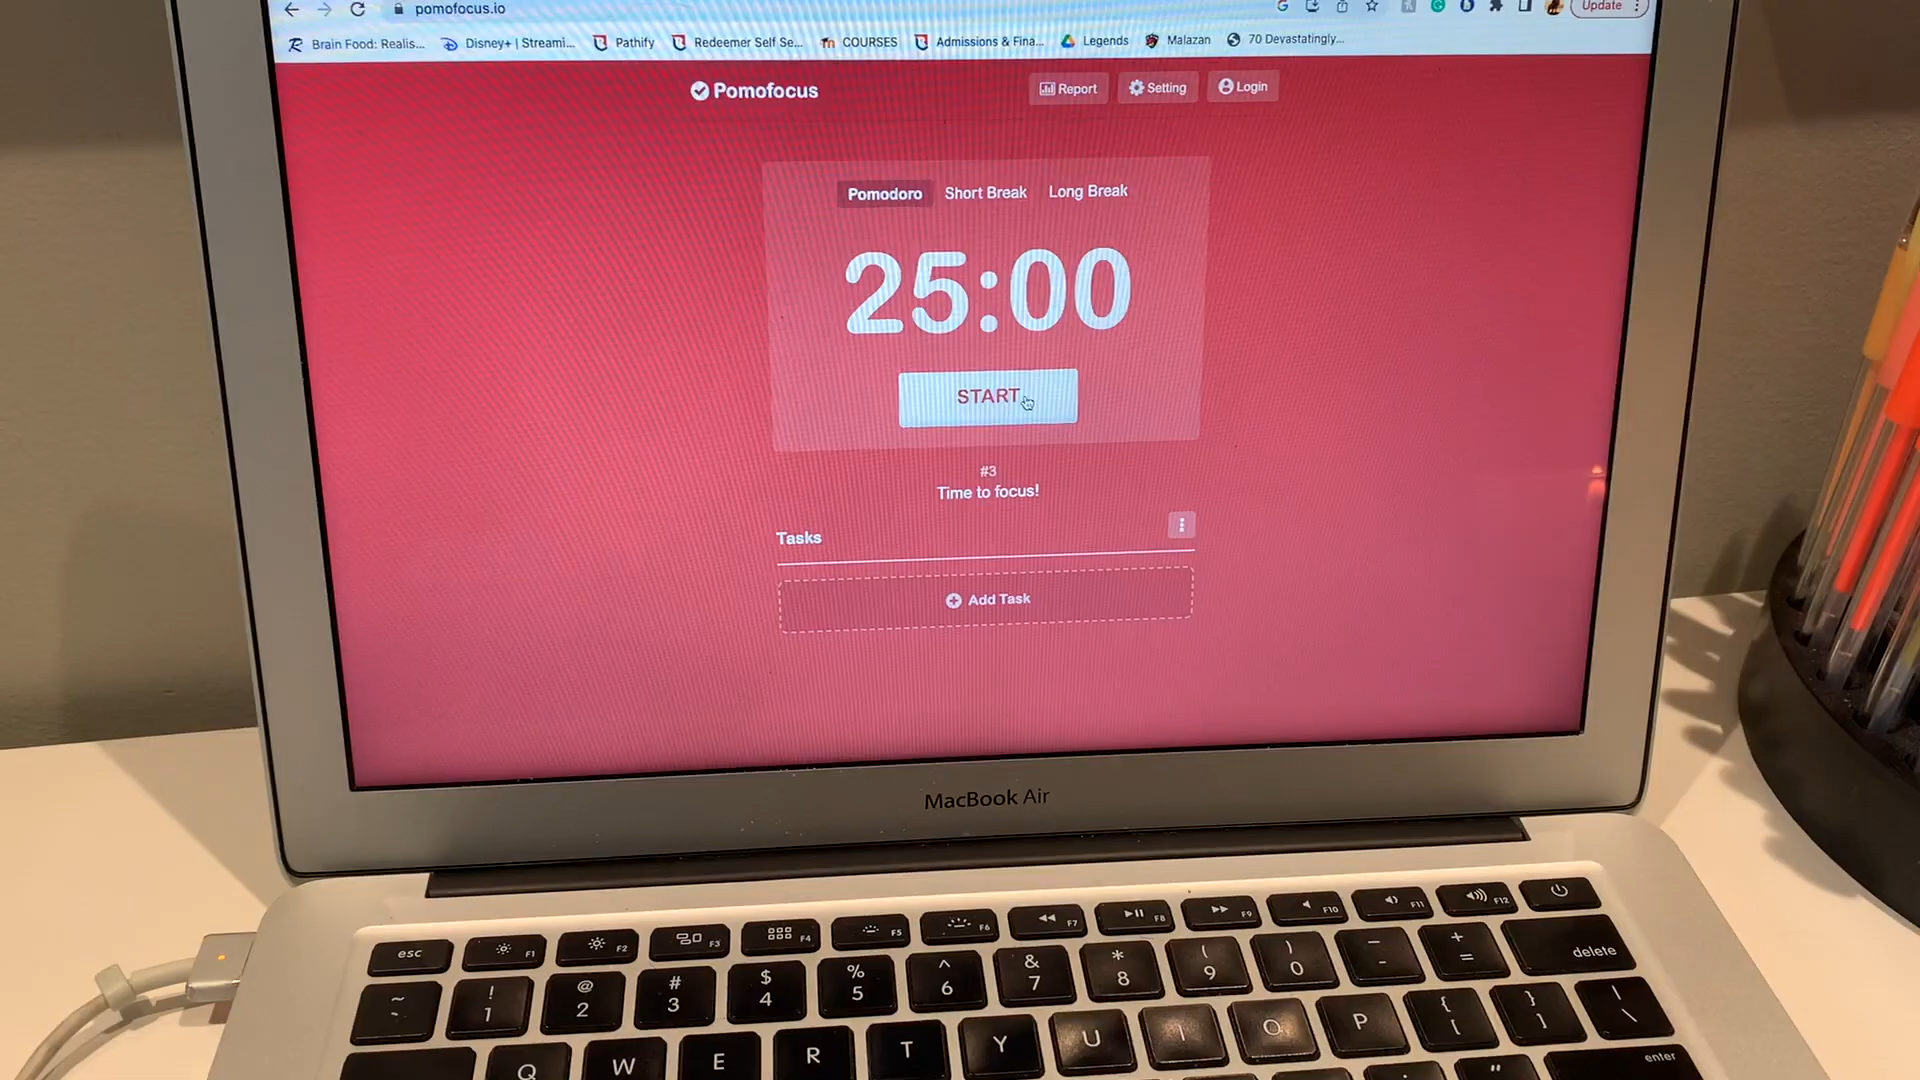 pomofocus.io
Update
Brain Food: Realis...
Disney+ | Streami...
Pathify
Redeemer Self Se...
COURSES
Admissions & Fina...
Legends
Malazan
70 Devastatingly...
Pomofocus
Report
Setting
Login
Pomodoro
Short Break
Long Break
25:00
START
#3
Time to focus!
Tasks
Add Task
MacBook Air
esc
F1
F2
F3
F4
F5
F6
F7
F8
F9
F10
F11
F12
~ `
! 1
@ 2
# 3
$ 4
% 5
^ 6
& 7
* 8
( 9
) 0
_ -
+ =
delete
Q
W
E
R
T
Y
U
I
O
P
{ [
} ]
| \
enter